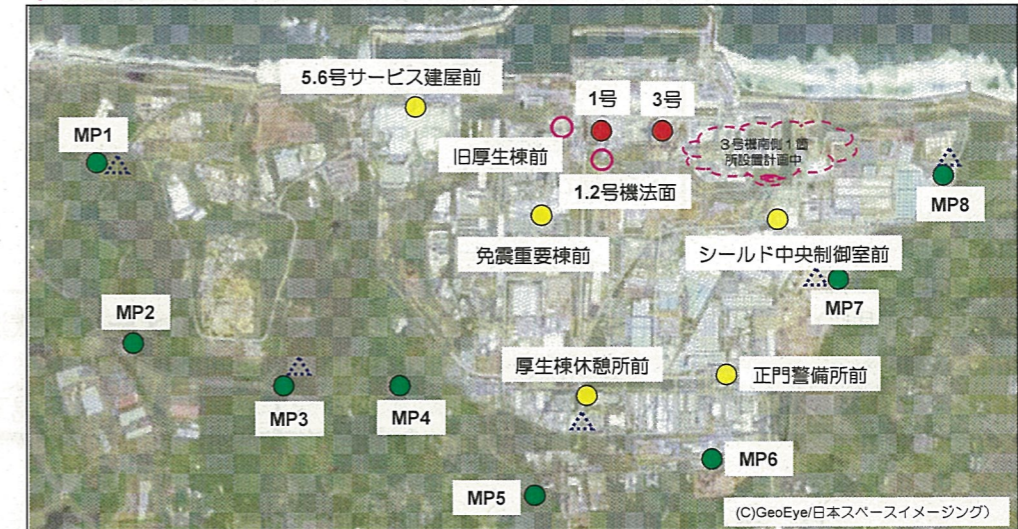 5.6号サービス建屋前
1号
3号
MP1
旧厚生棟前
3号機南側1箇
所設置計画中
1.2号機法面
MP8
免震重要棟前
シールド中央制御室前
MP7
MP2
厚生棟休憩所前
正門警備所前
MP3
MP4
MP6
MP5
(C)GeoEye/日本スペースイメージング）